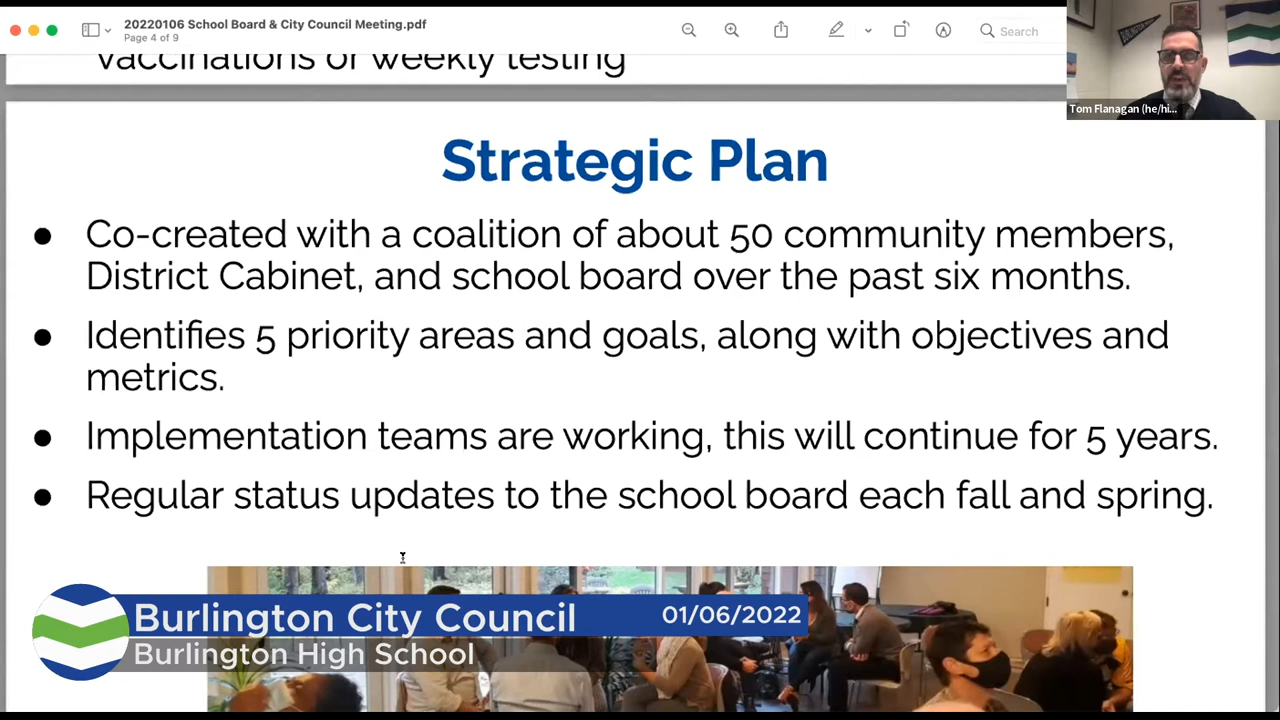 20220106 School Board & City Council Meeting.pdf
Page 4 of 9
Search
BURLINGTON
Tom Flanagan (he/hi...
vaccinations or weekly testing
Strategic Plan
● Co-created with a coalition of about 50 community members,
District Cabinet, and school board over the past six months.
● Identifies 5 priority areas and goals, along with objectives and
metrics.
● Implementation teams are working, this will continue for 5 years.
● Regular status updates to the school board each fall and spring.
Burlington City Council 01/06/2022
Burlington High School